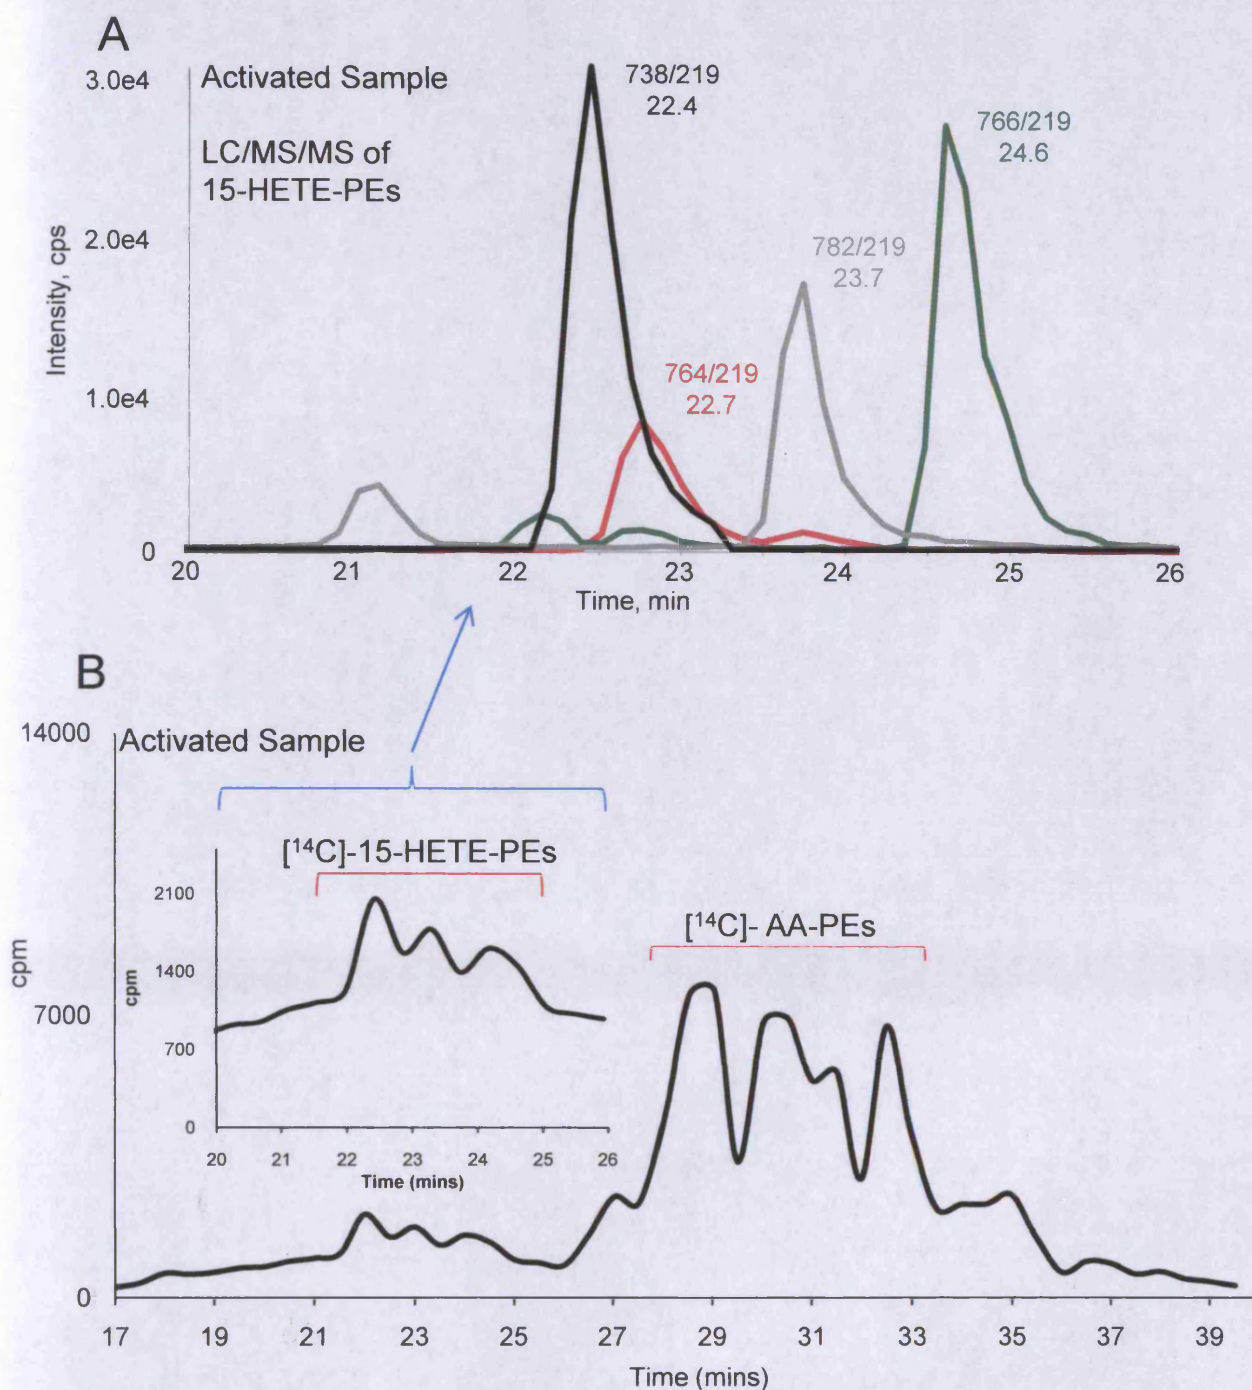 A
Activated Sample
LC/MS/MS of
15-HETE-PEs
738/219
22.4
766/219
24.6
782/219
23.7
764/219
22.7
Intensity, cps
3.0e4
2.0e4
1.0e4
0
20 21 22 23 24 25 26
Time, min
B
Activated Sample
cpm
14000
7000
0
[¹⁴C]-15-HETE-PEs
cpm
2100
1400
700
0
20 21 22 23 24 25 26
Time (mins)
[¹⁴C]- AA-PEs
17 19 21 23 25 27 29 31 33 35 37 39
Time (mins)